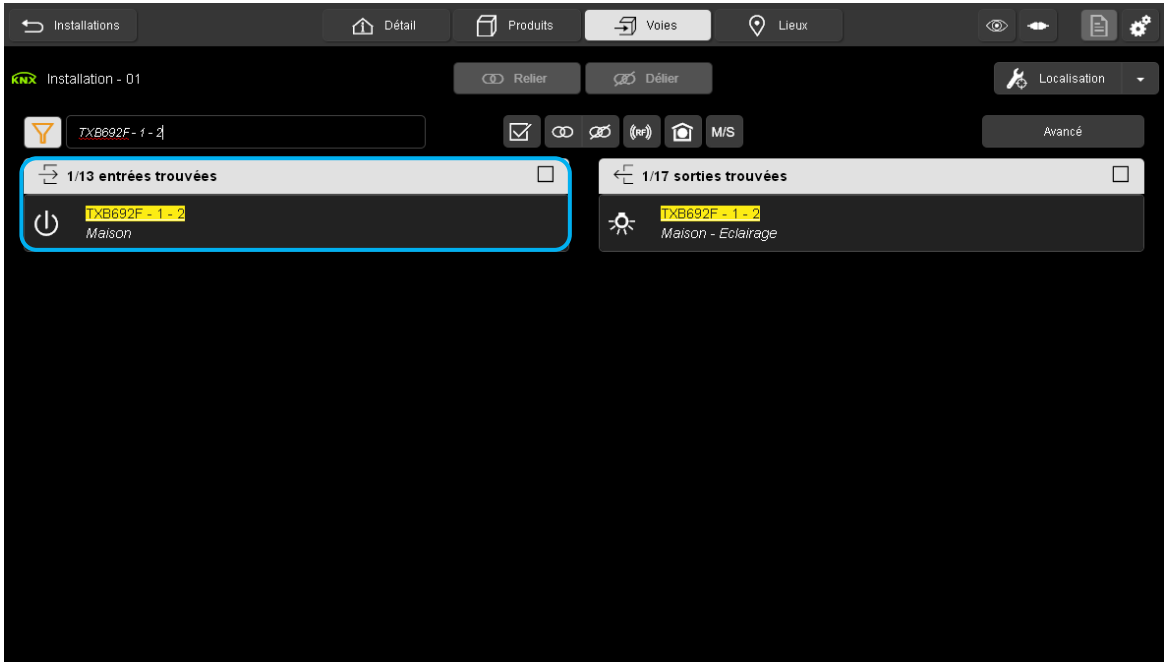 Installations
Détail
Produits
Voies
Lieux
KNX Installation - 01
Relier
Délier
Localisation
TXB692F - 1 - 2
RF
M/S
Avancé
1/13 entrées trouvées
TXB692F - 1 - 2
Maison
1/17 sorties trouvées
TXB692F - 1 - 2
Maison - Eclairage